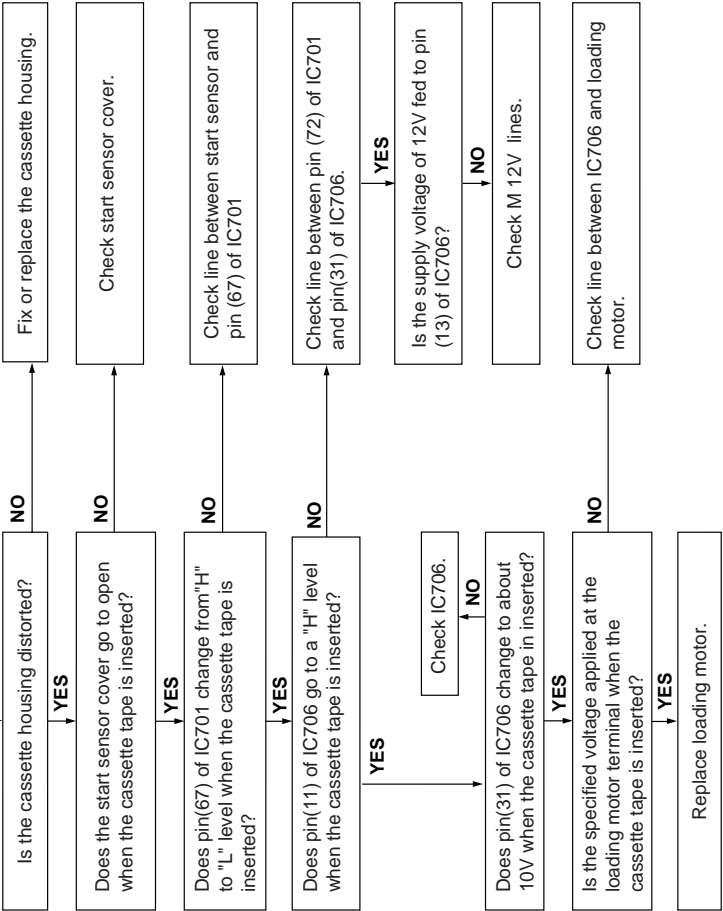 Is the cassette housing distorted?
NO
Fix or replace the cassette housing.
YES
Does the start sensor cover go to open
when the cassette tape is inserted?
NO
Check start sensor cover.
YES
Does pin(67) of IC701 change from"H"
to "L" level when the cassette tape is
inserted?
NO
Check line between start sensor and
pin (67) of IC701
YES
Does pin(11) of IC706 go to a "H" level
when the cassette tape is inserted?
NO
Check line between pin (72) of IC701
and pin(31) of IC706.
YES
Is the supply voltage of 12V fed to pin
(13) of IC706?
NO
Check M 12V lines.
YES
Does pin(31) of IC706 change to about
10V when the cassette tape in inserted?
NO
Check IC706.
YES
Is the specified voltage applied at the
loading motor terminal when the
cassette tape is inserted?
NO
Check line between IC706 and loading
motor.
YES
Replace loading motor.